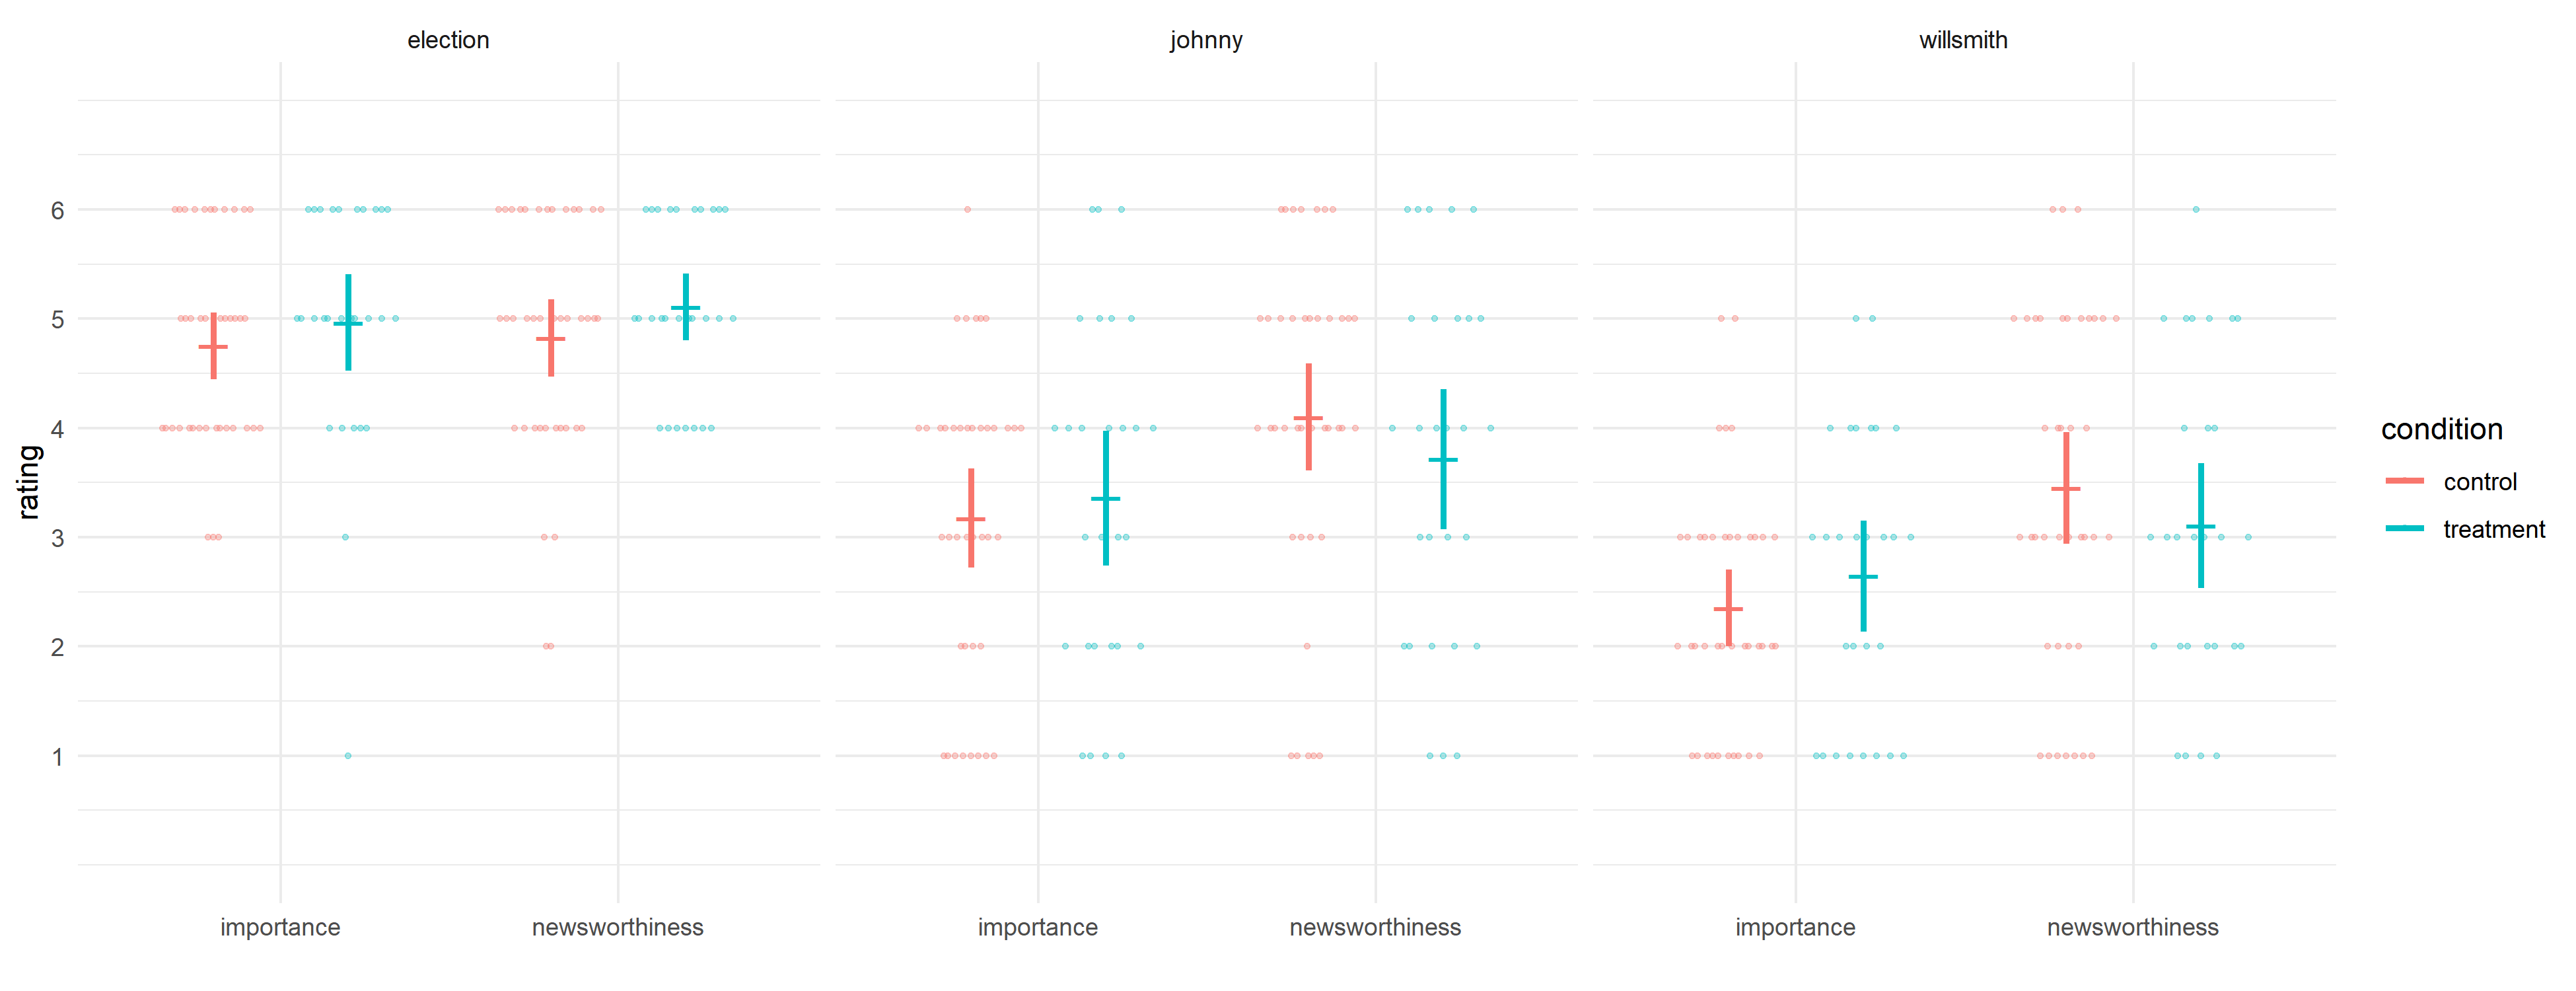 election
johnny
willsmith
rating
6
5
4
3
2
1
importance
newsworthiness
importance
newsworthiness
importance
newsworthiness
condition
control
treatment